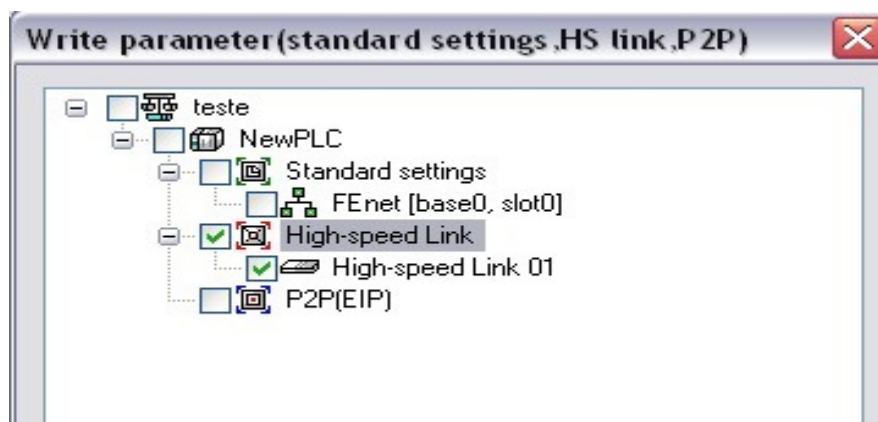 Write parameter(standard settings,HS link,P2P)
teste
NewPLC
Standard settings
FEnet [base0, slot0]
High-speed Link
High-speed Link 01
P2P(EIP)